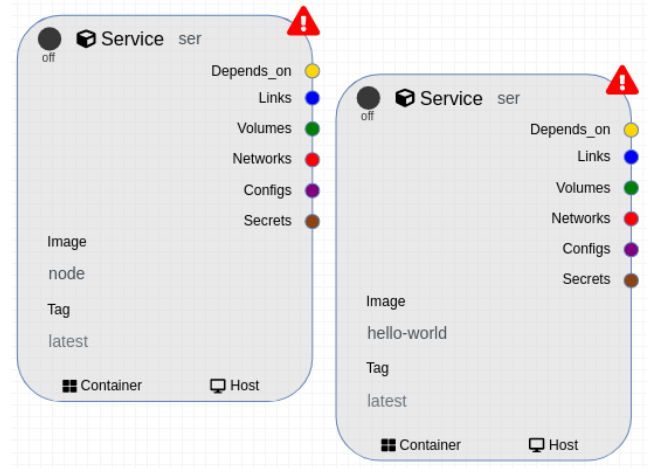 Service ser
off
Depends_on
Links
Volumes
Networks
Configs
Secrets
Image
node
Tag
latest
Container Host
Service ser
off
Depends_on
Links
Volumes
Networks
Configs
Secrets
Image
hello-world
Tag
latest
Container Host